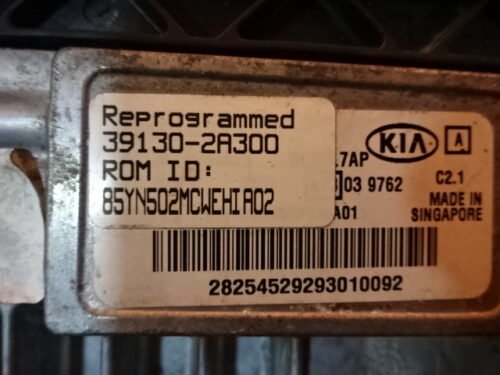 Reprogrammed
39130-2A300
ROM ID:
85YN502MCWEHIA02
7AP
KIA
A
03 9762
C2.1
A01
MADE IN
SINGAPORE
28254529293010092